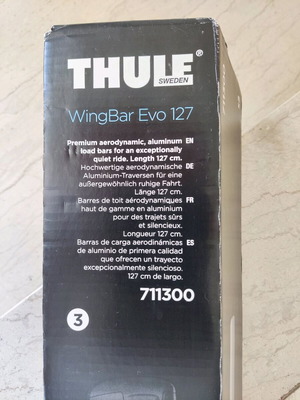 THULE®
SWEDEN
WingBar Evo 127
Premium aerodynamic, aluminum EN
load bars for an exceptionally
quiet ride. Length 127 cm.
Hochwertige aerodynamische DE
Aluminium-Traversen für eine
außergewöhnlich ruhige Fahrt.
Länge 127 cm.
Barres de toit aérodynamiques FR
haut de gamme en aluminium
pour des trajets sûrs
et silencieux.
Longueur 127 cm.
Barras de carga aerodinámicas ES
de aluminio de primera calidad
que ofrecen un trayecto
excepcionalmente silencioso.
127 cm de largo.
711300
3